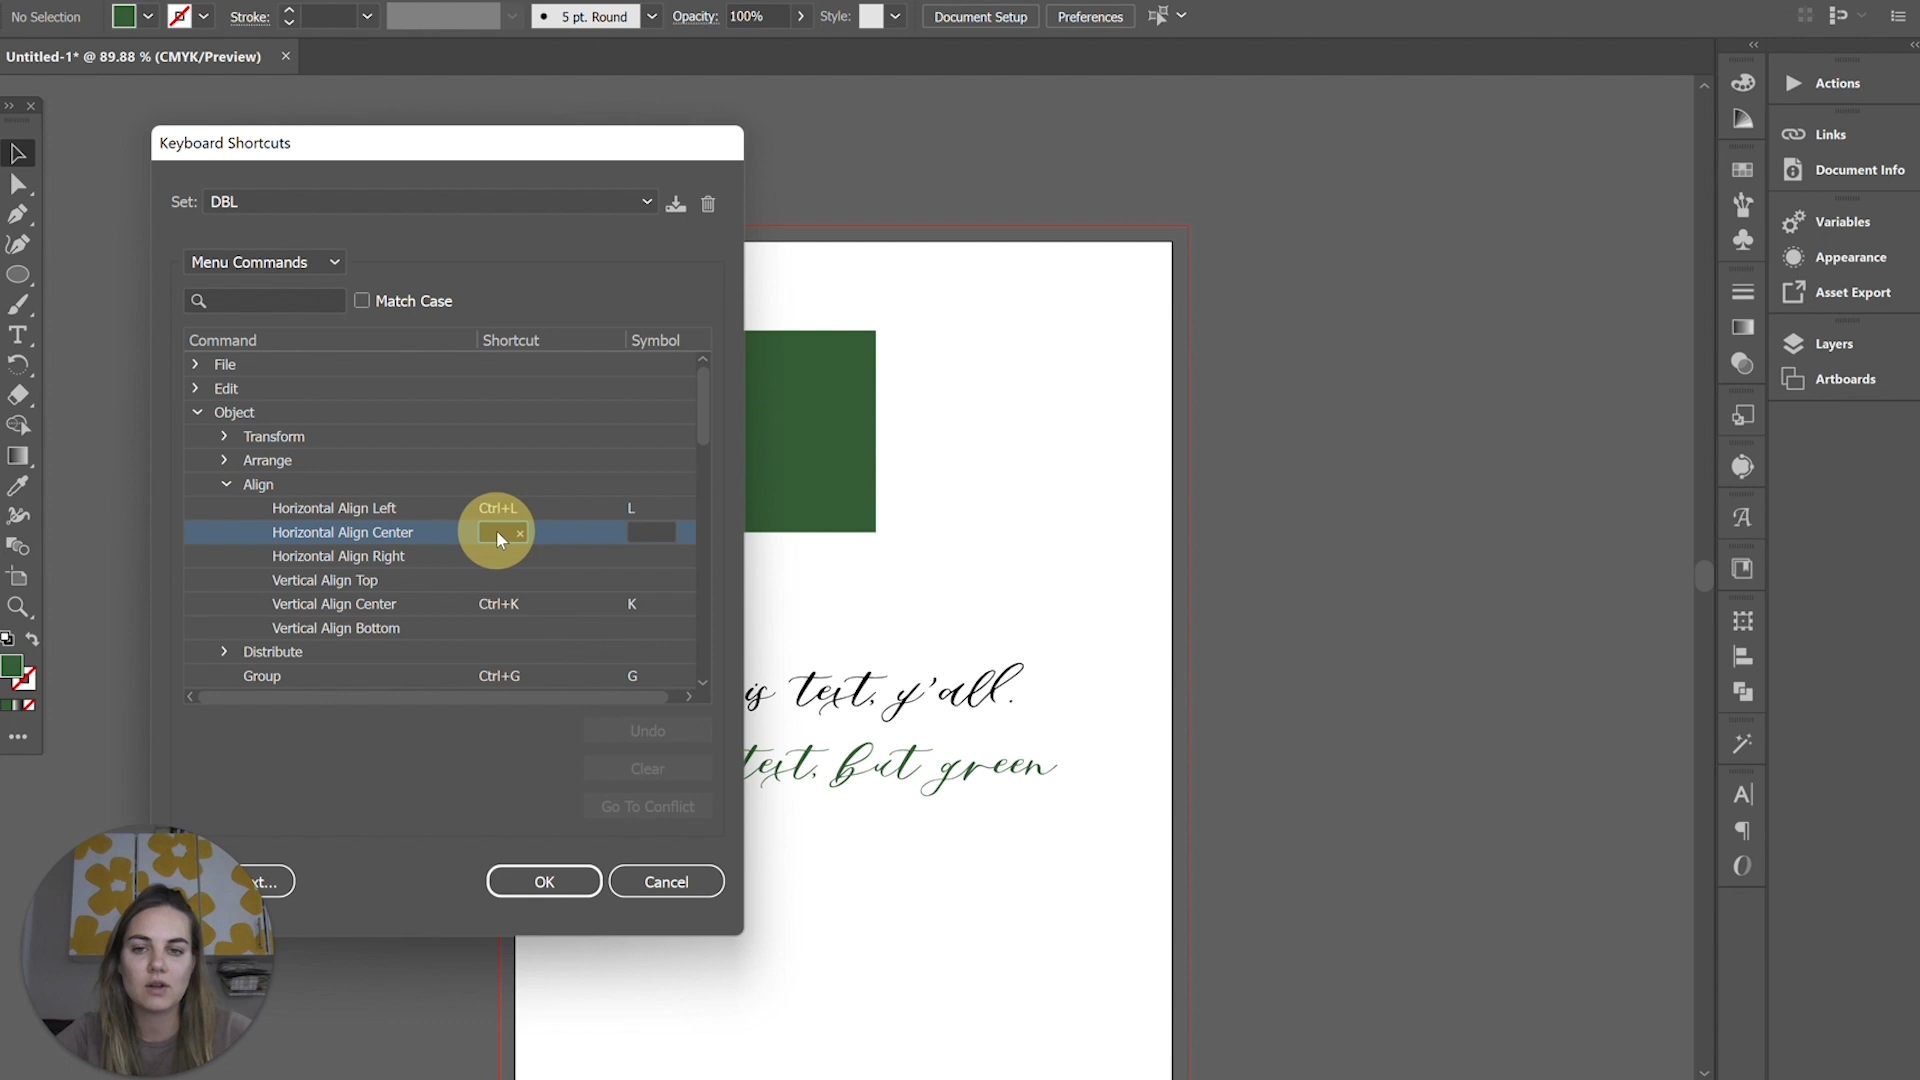 No Selection
Stroke:
5 pt. Round
Opacity: 100%
Style:
Document Setup
Preferences
Untitled-1* @ 89.88 % (CMYK/Preview)
Keyboard Shortcuts
Set: DBL
Menu Commands
Match Case
Command Shortcut Symbol
File
Edit
Object
Transform
Arrange
Align
Horizontal Align Left Ctrl+L L
Horizontal Align Center
Horizontal Align Right
Vertical Align Top
Vertical Align Center Ctrl+K K
Vertical Align Bottom
Distribute
Group Ctrl+G G
Undo
Clear
Go To Conflict
OK
Cancel
is text, y'all.
text, but green
Actions
Links
Document Info
Variables
Appearance
Asset Export
Layers
Artboards